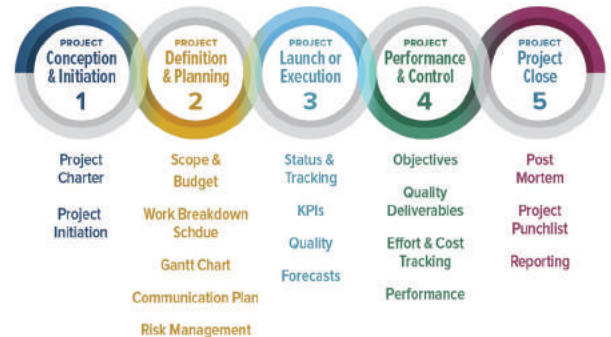 PROJECT
Conception
& Initiation
1
PROJECT
Definition
& Planning
2
PROJECT
Launch or
Execution
3
PROJECT
Performance
& Control
4
PROJECT
Project
Close
5
Project
Charter
Project
Initiation
Scope &
Budget
Work Breakdown
Schdue
Gantt Chart
Communication Plan
Risk Management
Status &
Tracking
KPIs
Quality
Forecasts
Objectives
Quality
Deliverables
Effort & Cost
Tracking
Performance
Post
Mortem
Project
Punchlist
Reporting